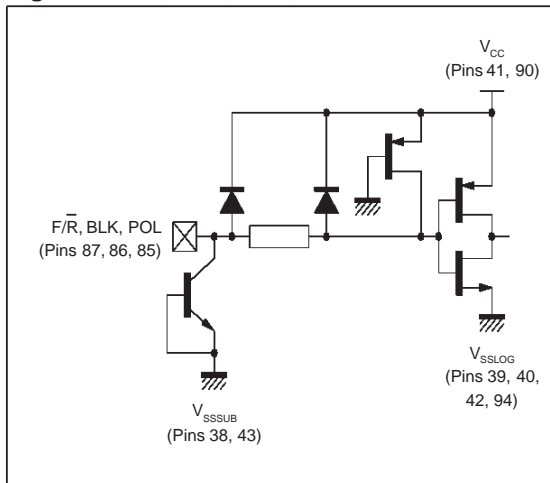 V_CC
(Pins 41, 90)
F/R̅, BLK, POL
(Pins 87, 86, 85)
V_SSLOG
(Pins 39, 40,
42, 94)
V_SSSUB
(Pins 38, 43)